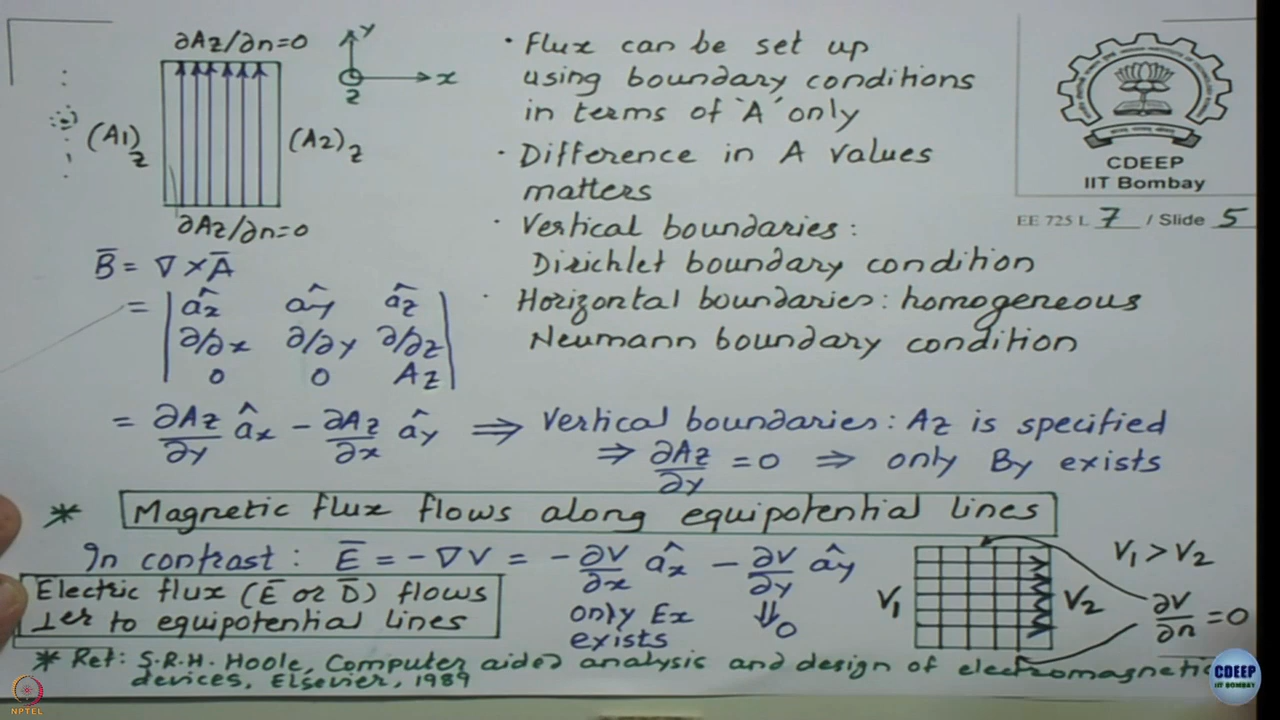 ∂Az/∂n=0
Y
x
z
(A1)z
(A2)z
∂Az/∂n=0
• Flux can be set up
using boundary conditions
in terms of 'A' only
• Difference in A values
matters
• Vertical boundaries:
Dirichlet boundary condition
• Horizontal boundaries: homogeneous
Neumann boundary condition
CDEEP
IIT Bombay
EE 725 L 7 / Slide 5
B̄ = ∇ × Ā
= | âx ây âz |
| ∂/∂x ∂/∂y ∂/∂z |
| 0 0 Az |
= ∂Az/∂y âx − ∂Az/∂x ây ⇒ Vertical boundaries: Az is specified
⇒ ∂Az/∂y = 0 ⇒ only By exists
* Magnetic flux flows along equipotential lines
In contrast: Ē = −∇V = −∂V/∂x âx − ∂V/∂y ây
only Ex
exists
⇓
0
Electric flux (Ē or D̄) flows
⊥er to equipotential lines
V1
V2
V1 > V2
∂V/∂n = 0
* Ref: S.R.H. Hoole, Computer aided analysis and design of electromagnetic
devices, Elsevier, 1989
NPTEL
CDEEP
IIT BOMBAY